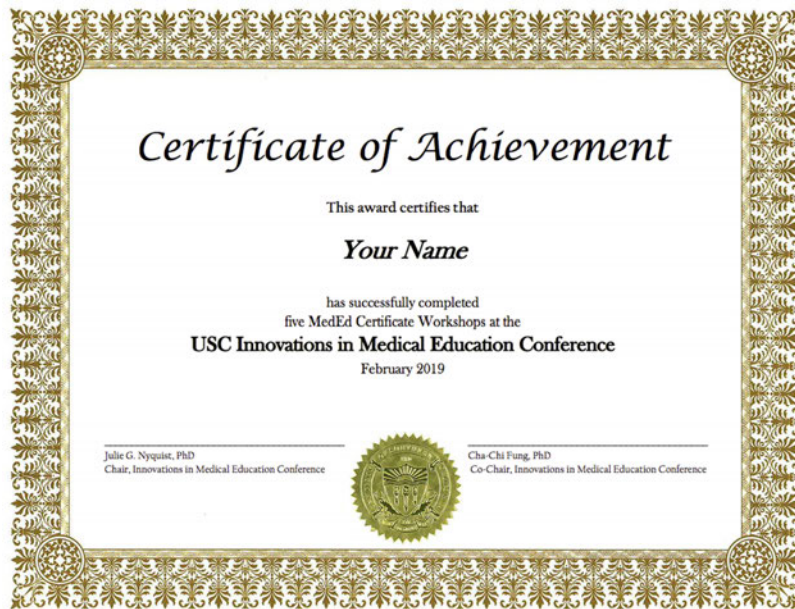 Certificate of Achievement
This award certifies that
Your Name
has successfully completed
five MedEd Certificate Workshops at the
USC Innovations in Medical Education Conference
February 2019
Julie G. Nyquist, PhD
Chair, Innovations in Medical Education Conference
Cha-Chi Fung, PhD
Co-Chair, Innovations in Medical Education Conference